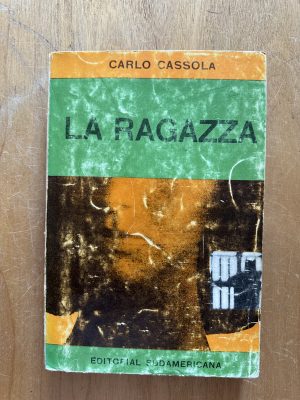 CARLO CASSOLA
LA RAGAZZA
EDITORIAL SUDAMERICANA